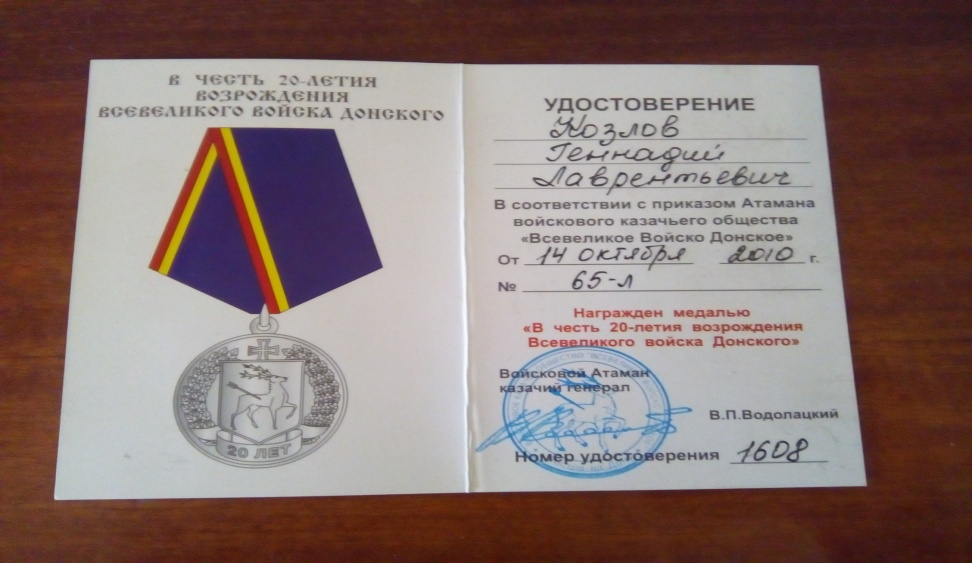 В ЧЕСТЬ 20-ЛЕТИЯ
ВОЗРОЖДЕНИЯ
ВСЕВЕЛИКОГО ВОЙСКА ДОНСКОГО
20 ЛЕТ
УДОСТОВЕРЕНИЕ
Козлов
Геннадий
Лаврентьевич
В соответствии с приказом Атамана
войскового казачьего общества
«Всевеликое Войско Донское»
От 14 октября 2010 г.
№ 65-л
Награжден медалью
«В честь 20-летия возрождения
Всевеликого войска Донского»
Войсковой Атаман
казачий генерал
В.П.Водолацкий
Номер удостоверения 1608